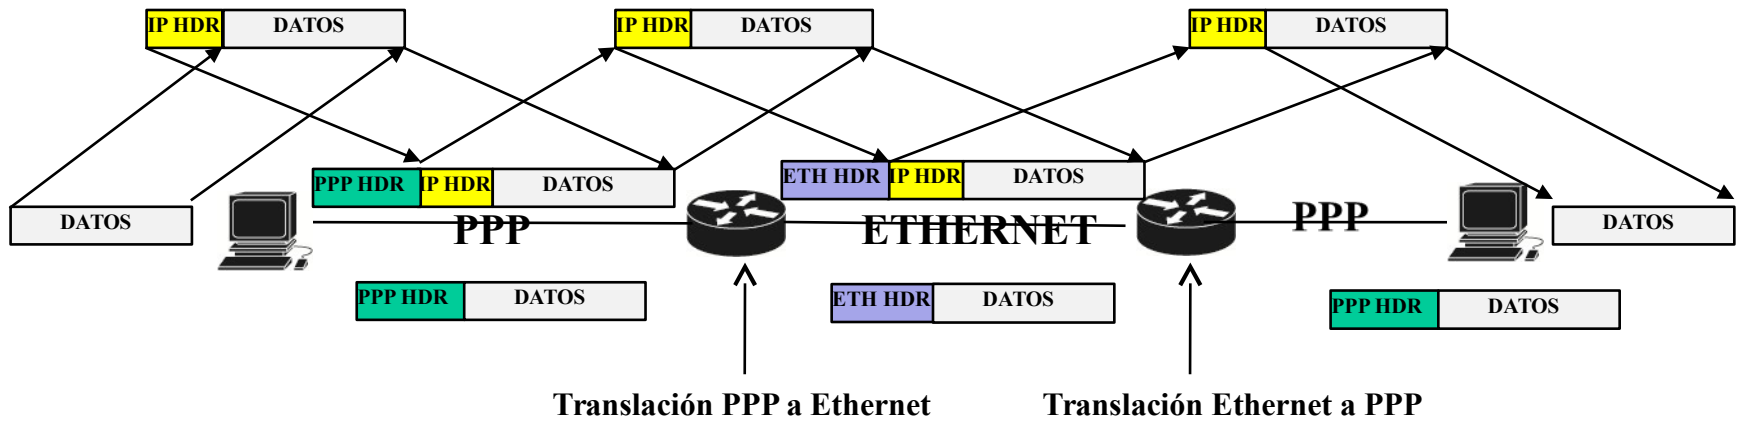 IP HDR DATOS IP HDR DATOS IP HDR DATOS
PPP HDR IP HDR DATOS ETH HDR IP HDR DATOS
DATOS PPP ETHERNET PPP DATOS
PPP HDR DATOS ETH HDR DATOS PPP HDR DATOS
Translación PPP a Ethernet Translación Ethernet a PPP